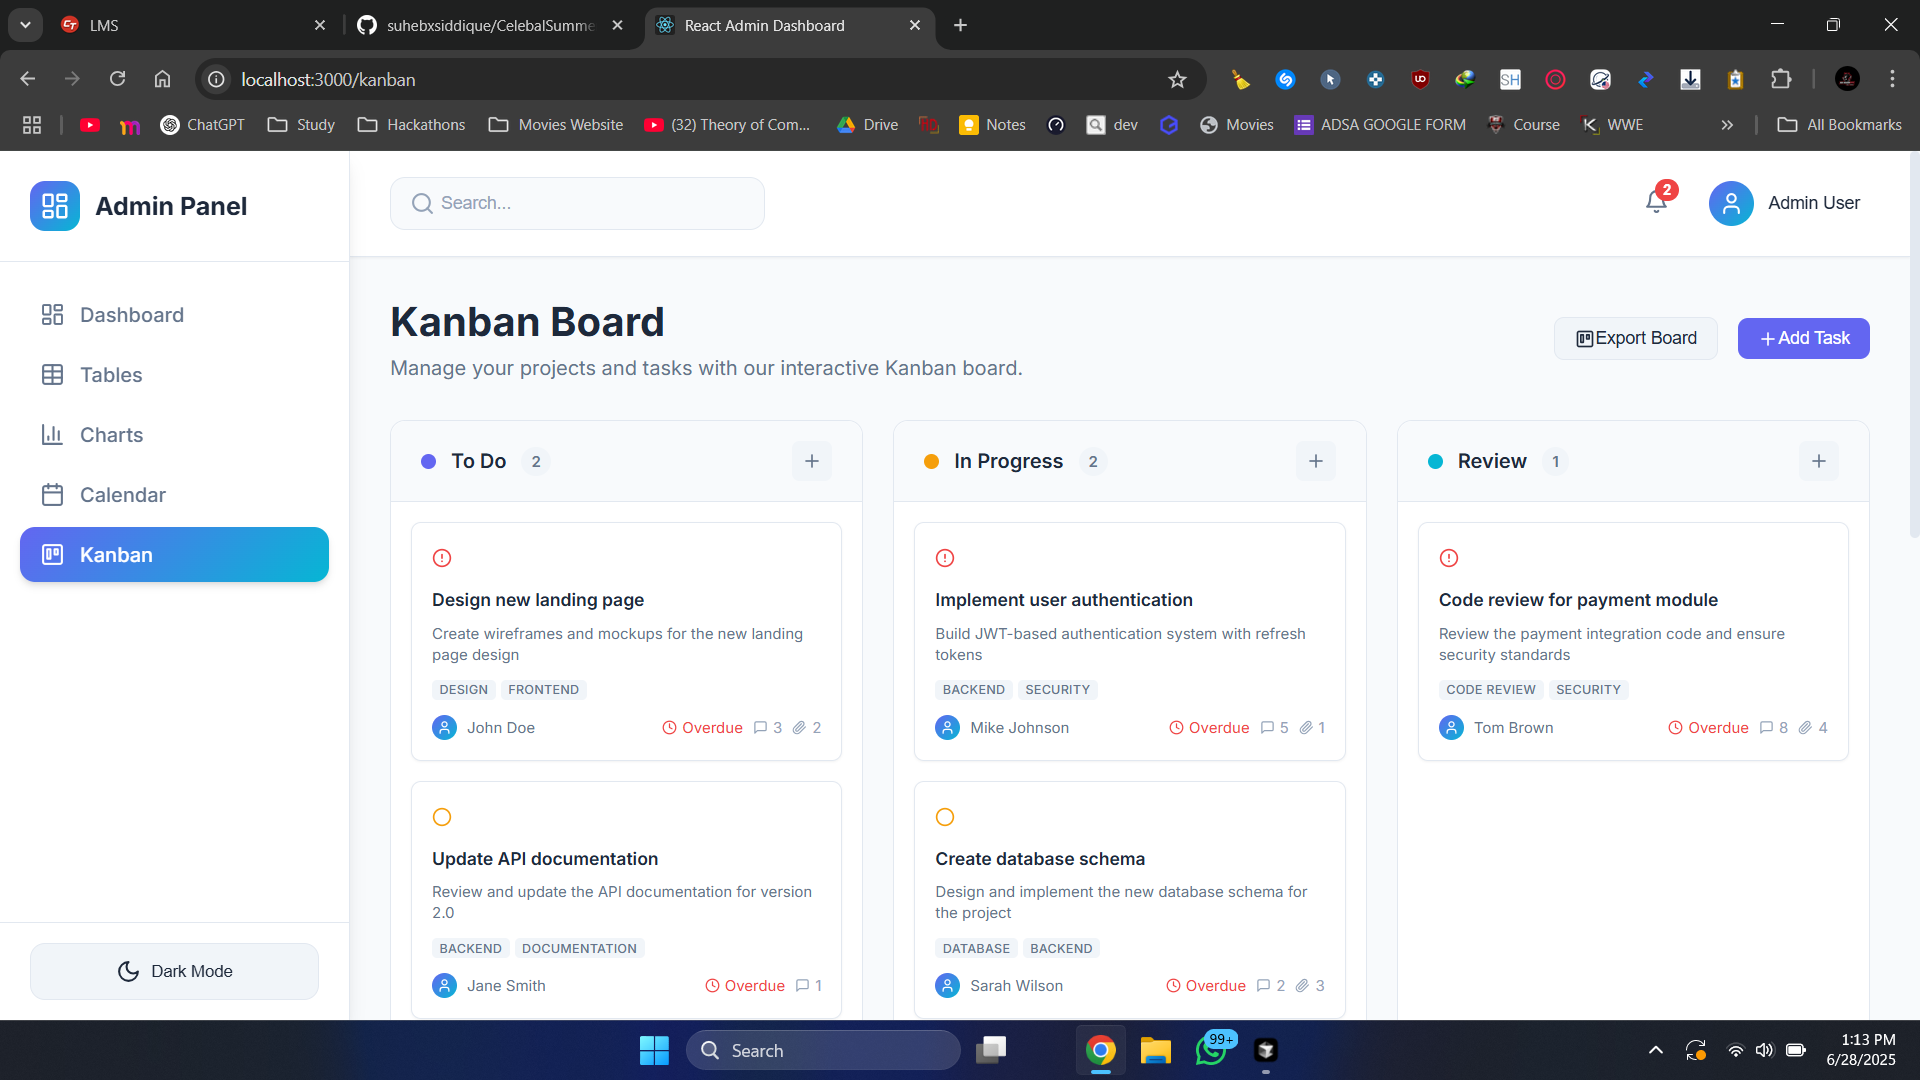 LMS
suhebxsiddique/CelebalSumme
React Admin Dashboard
localhost:3000/kanban
ChatGPT
Study
Hackathons
Movies Website
(32) Theory of Com...
Drive
Notes
dev
Movies
ADSA GOOGLE FORM
Course
WWE
All Bookmarks
Admin Panel
Search...
2
Admin User
Dashboard
Tables
Charts
Calendar
Kanban
Dark Mode
Kanban Board
Manage your projects and tasks with our interactive Kanban board.
Export Board
Add Task
To Do 2
Design new landing page
Create wireframes and mockups for the new landing
page design
DESIGN FRONTEND
John Doe Overdue 3 2
Update API documentation
Review and update the API documentation for version
2.0
BACKEND DOCUMENTATION
Jane Smith Overdue 1
In Progress 2
Implement user authentication
Build JWT-based authentication system with refresh
tokens
BACKEND SECURITY
Mike Johnson Overdue 5 1
Create database schema
Design and implement the new database schema for
the project
DATABASE BACKEND
Sarah Wilson Overdue 2 3
Review 1
Code review for payment module
Review the payment integration code and ensure
security standards
CODE REVIEW SECURITY
Tom Brown Overdue 8 4
Search
99+
1:13 PM
6/28/2025